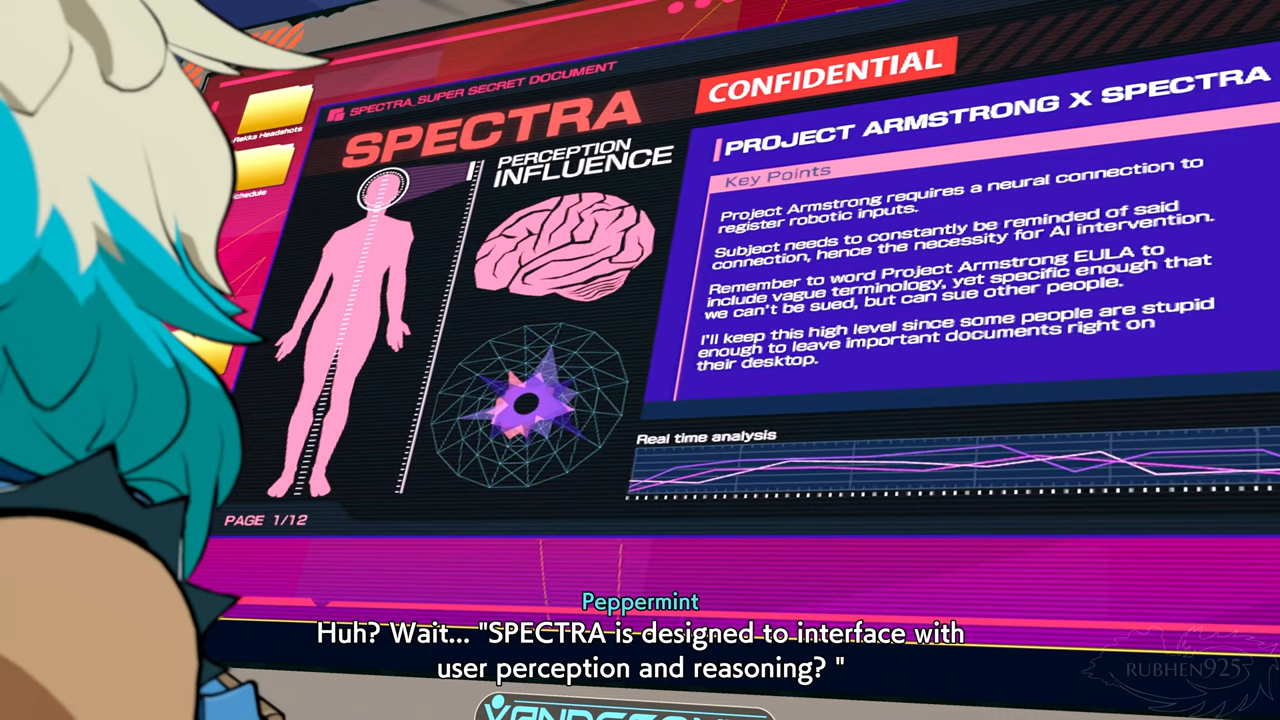 Rekka Headshots
SPECTRA_SUPER SECRET DOCUMENT
SPECTRA
PERCEPTION
INFLUENCE
CONFIDENTIAL
PROJECT ARMSTRONG X SPECTRA
Key Points
Project Armstrong requires a neural connection to
register robotic inputs.
Subject needs to constantly be reminded of said
connection, hence the necessity for AI intervention.
Remember to word Project Armstrong EULA to
include vague terminology, yet specific enough that
we can't be sued, but can sue other people.
I'll keep this high level since some people are stupid
enough to leave important documents right on
their desktop.
Real time analysis
PAGE 1/12
Peppermint
Huh? Wait... "SPECTRA is designed to interface with
user perception and reasoning? "
RUBHEN925